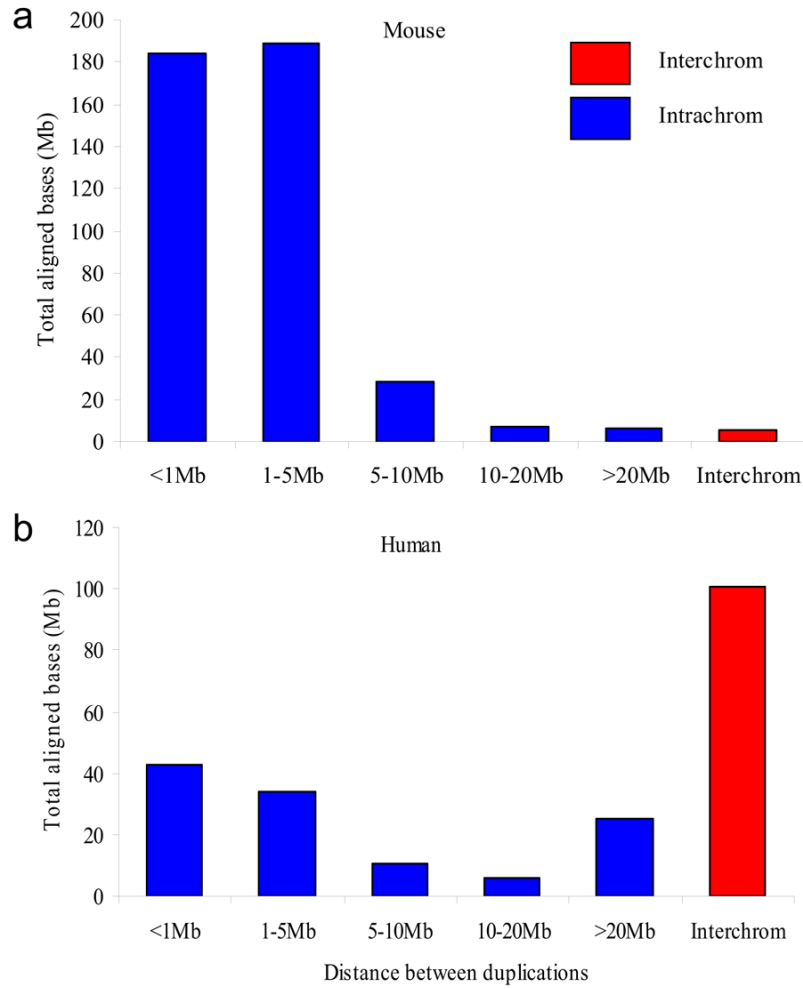 a
Mouse
Interchrom
Intrachrom
Total aligned bases (Mb)
200
180
160
140
120
100
80
60
40
20
0
<1Mb 1-5Mb 5-10Mb 10-20Mb >20Mb Interchrom
b
Human
Total aligned bases (Mb)
120
100
80
60
40
20
0
<1Mb 1-5Mb 5-10Mb 10-20Mb >20Mb Interchrom
Distance between duplications